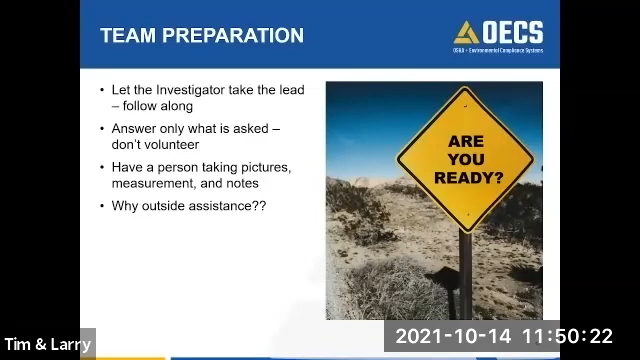 TEAM PREPARATION
OECS
OSHA + Environmental Compliance Systems
• Let the Investigator take the lead
– follow along
• Answer only what is asked –
don't volunteer
• Have a person taking pictures,
measurement, and notes
• Why outside assistance??
ARE
YOU
READY?
Tim & Larry
2021-10-14 11:50:22